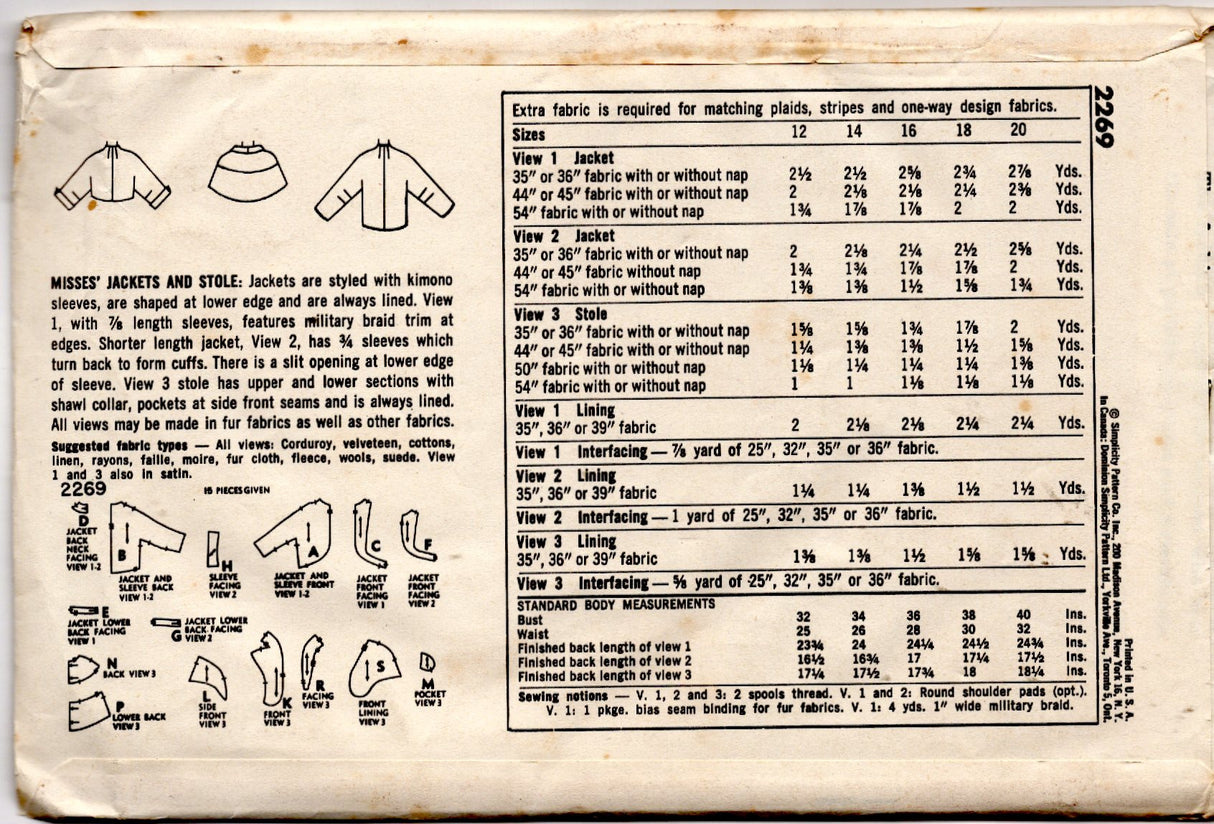 MISSES' JACKETS AND STOLE: Jackets are styled with kimono
sleeves, are shaped at lower edge and are always lined. View
1, with ⅞ length sleeves, features military braid trim at
edges. Shorter length jacket, View 2, has ¾ sleeves which
turn back to form cuffs. There is a slit opening at lower edge
of sleeve. View 3 stole has upper and lower sections with
shawl collar, pockets at side front seams and is always lined.
All views may be made in fur fabrics as well as other fabrics.
Suggested fabric types — All views: Corduroy, velveteen, cottons,
linen, rayons, faille, moire, fur cloth, fleece, wools, suede. View
1 and 3 also in satin.
2269
15 PIECES GIVEN
D
JACKET
BACK
NECK
FACING
VIEW 1-2
B
JACKET AND
SLEEVE BACK
VIEW 1-2
H
SLEEVE
FACING
VIEW 2
A
JACKET AND
SLEEVE FRONT
VIEW 1-2
C
JACKET
FRONT
FACING
VIEW 1
F
JACKET
FRONT
FACING
VIEW 2
E
JACKET LOWER
BACK FACING
VIEW 1
G
JACKET LOWER
BACK FACING
VIEW 2
N
BACK VIEW 3
P
LOWER BACK
VIEW 3
L
SIDE
FRONT
VIEW 3
K
FRONT
VIEW 3
R
FACING
VIEW 3
S
FRONT
LINING
VIEW 3
M
POCKET
VIEW 3
Extra fabric is required for matching plaids, stripes and one-way design fabrics.
Sizes 12 14 16 18 20
View 1 Jacket
35" or 36" fabric with or without nap 2½ 2½ 2⅝ 2¾ 2⅞ Yds.
44" or 45" fabric with or without nap 2 2⅛ 2⅛ 2¼ 2⅜ Yds.
54" fabric with or without nap 1¾ 1⅞ 1⅞ 2 2 Yds.
View 2 Jacket
35" or 36" fabric with or without nap 2 2⅛ 2¼ 2½ 2⅝ Yds.
44" or 45" fabric without nap 1¾ 1¾ 1⅞ 1⅞ 2 Yds.
54" fabric with or without nap 1⅜ 1⅜ 1½ 1⅝ 1¾ Yds.
View 3 Stole
35" or 36" fabric with or without nap 1⅝ 1⅝ 1¾ 1⅞ 2 Yds.
44" or 45" fabric with or without nap 1¼ 1⅜ 1⅜ 1½ 1⅝ Yds.
50" fabric with or without nap 1⅛ 1¼ 1¼ 1¼ 1⅜ Yds.
54" fabric with or without nap 1 1 1⅛ 1⅛ 1⅛ Yds.
View 1 Lining
35", 36" or 39" fabric 2 2⅛ 2⅛ 2¼ 2¼ Yds.
View 1 Interfacing — ⅞ yard of 25", 32", 35" or 36" fabric.
View 2 Lining
35", 36" or 39" fabric 1¼ 1¼ 1⅜ 1½ 1½ Yds.
View 2 Interfacing — 1 yard of 25", 32", 35" or 36" fabric.
View 3 Lining
35", 36" or 39" fabric 1⅜ 1⅜ 1½ 1⅝ 1⅝ Yds.
View 3 Interfacing — ⅝ yard of 25", 32", 35" or 36" fabric.
STANDARD BODY MEASUREMENTS
Bust 32 34 36 38 40 Ins.
Waist 25 26 28 30 32 Ins.
Finished back length of view 1 23¾ 24 24¼ 24½ 24¾ Ins.
Finished back length of view 2 16½ 16¾ 17 17¼ 17½ Ins.
Finished back length of view 3 17¼ 17½ 17¾ 18 18¼ Ins.
Sewing notions — V. 1, 2 and 3: 2 spools thread. V. 1 and 2: Round shoulder pads (opt.).
V. 1: 1 pkge. bias seam binding for fur fabrics. V. 1: 4 yds. 1" wide military braid.
2269
© Simplicity Pattern Co. Inc., 200 Madison Avenue, New York 16, N. Y.
In Canada: Dominion Simplicity Pattern Ltd., Yorkville Ave., Toronto 5, Ont.
Printed in U. S. A.